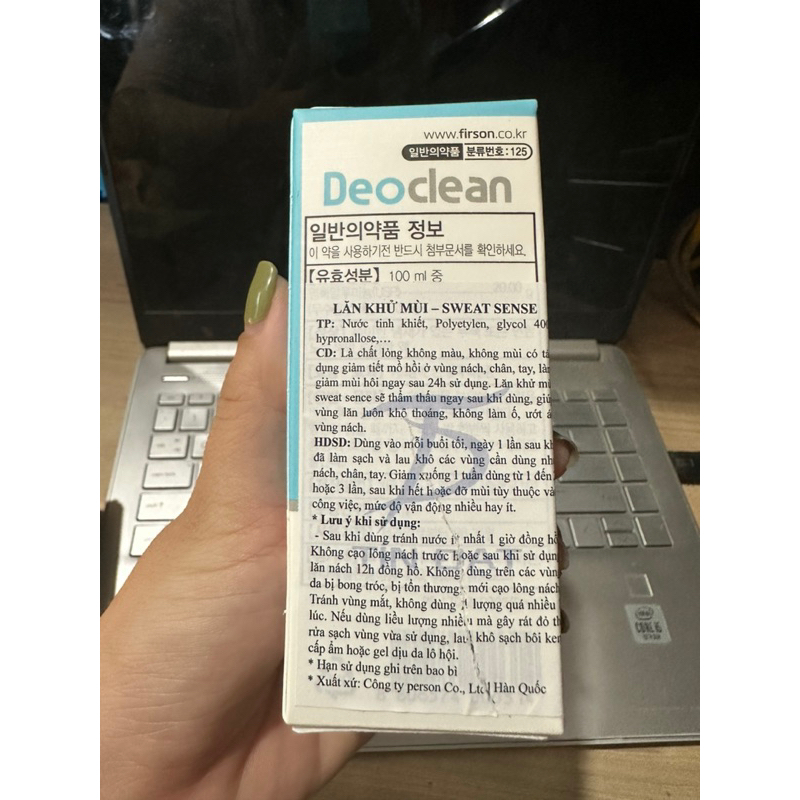 www.firson.co.kr
일반의약품 분류번호:125
Deoclean
일반의약품 정보
이 약을 사용하기전 반드시 첨부문서를 확인하세요.
【유효성분】 100 ml 중
LĂN KHỬ MÙI – SWEAT SENSE
TP: Nước tinh khiết, Polyetylen, glycol 400
hypronallose,…
CD: Là chất lỏng không màu, không mùi có tá
dụng giảm tiết mồ hôi ở vùng nách, chân, tay, làn
giảm mùi hôi ngay sau 24h sử dụng. Lăn khử mù
sweat sence sẽ thẩm thấu ngay sau khi dùng, giú
vùng lăn luôn khô thoáng, không làm ố, ướt á
vùng nách.
HDSD: Dùng vào mỗi buổi tối, ngày 1 lần sau kh
đã làm sạch và lau khô các vùng cần dùng nh
nách, chân, tay. Giảm xuống 1 tuần dùng từ 1 đến
hoặc 3 lần, sau khi hết hoặc đỡ mùi tùy thuộc và
công việc, mức độ vận động nhiều hay ít.
* Lưu ý khi sử dụng:
- Sau khi dùng tránh nước ít nhất 1 giờ đồng hồ
Không cạo lông nách trước hoặc sau khi sử dụng
lăn nách 12h đồng hồ. Không dùng trên các vùn
da bị bong tróc, bị tổn thương mới cạo lông nách
Tránh vùng mắt, không dùng lượng quá nhiều
lúc. Nếu dùng liều lượng nhiều mà gây rát đỏ th
rửa sạch vùng vừa sử dụng, lau khô sạch bôi kem
cấp ẩm hoặc gel dịu da lô hội.
* Hạn sử dụng ghi trên bao bì
* Xuất xứ: Công ty person Co., Ltd Hàn Quốc
intel
CORE i5